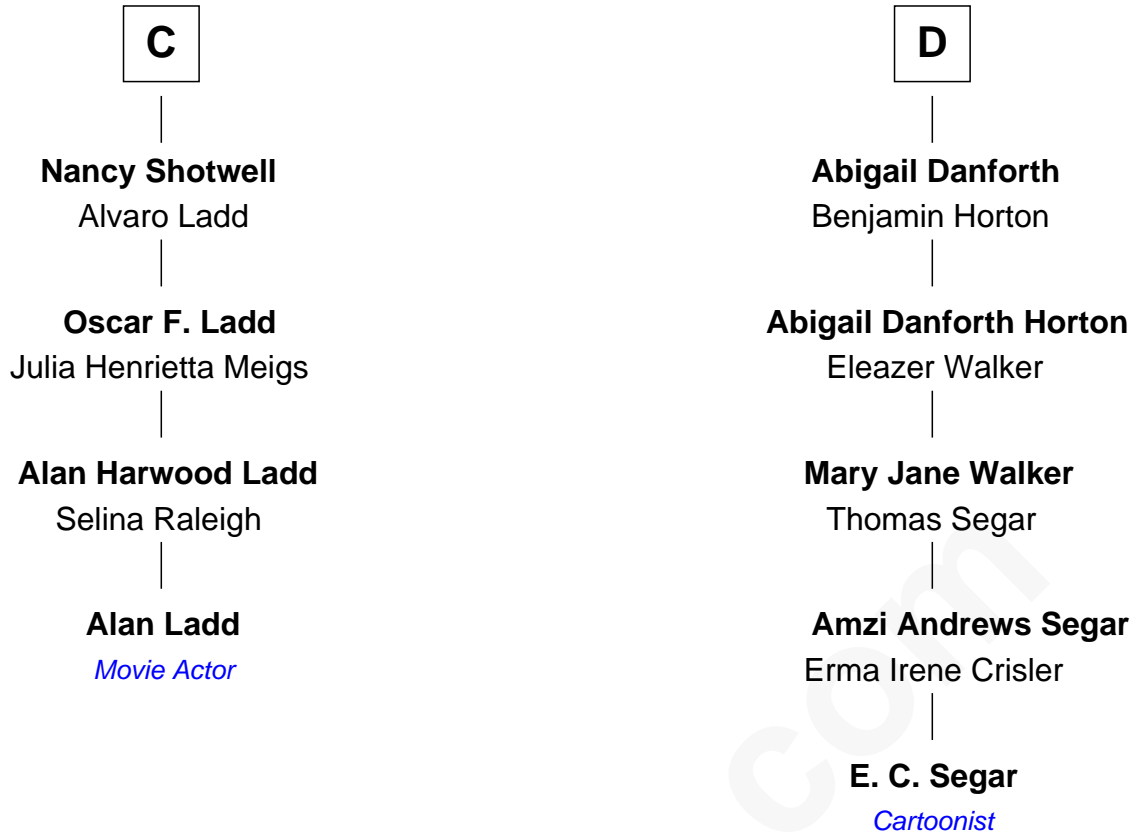 C
Nancy Shotwell
Alvaro Ladd
Oscar F. Ladd
Julia Henrietta Meigs
Alan Harwood Ladd
Selina Raleigh
Alan Ladd
Movie Actor
D
Abigail Danforth
Benjamin Horton
Abigail Danforth Horton
Eleazer Walker
Mary Jane Walker
Thomas Segar
Amzi Andrews Segar
Erma Irene Crisler
E. C. Segar
Cartoonist
com